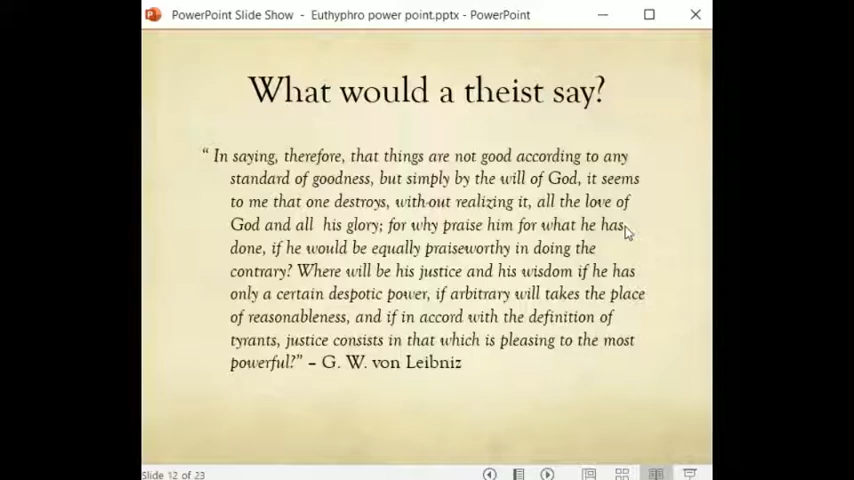 PowerPoint Slide Show - Euthyphro power point.pptx - PowerPoint
What would a theist say?
“ In saying, therefore, that things are not good according to any
standard of goodness, but simply by the will of God, it seems
to me that one destroys, with-out realizing it, all the love of
God and all his glory; for why praise him for what he has
done, if he would be equally praiseworthy in doing the
contrary? Where will be his justice and his wisdom if he has
only a certain despotic power, if arbitrary will takes the place
of reasonableness, and if in accord with the definition of
tyrants, justice consists in that which is pleasing to the most
powerful?” – G. W. von Leibniz
Slide 12 of 23